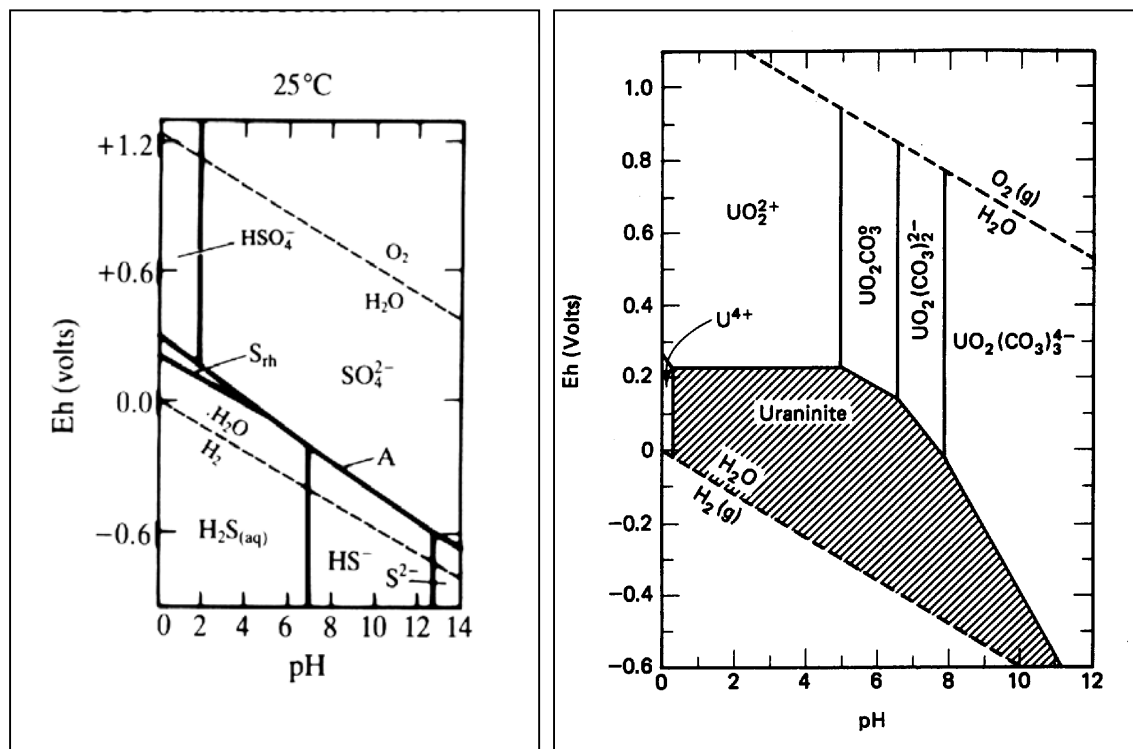 25°C
+1.2
+0.6
0.0
−0.6
Eh (volts)
HSO₄⁻
O₂
H₂O
S_rh
SO₄²⁻
H₂O
H₂
A
H₂S(aq)
HS⁻
S²⁻
0 2 4 6 8 10 12 14
pH
1.0
0.8
0.6
0.4
0.2
0
−0.2
−0.4
−0.6
Eh (Volts)
UO₂²⁺
UO₂CO₃⁰
UO₂(CO₃)₂²⁻
UO₂(CO₃)₃⁴⁻
O₂(g)
H₂O
U⁴⁺
Uraninite
H₂O
H₂(g)
0 2 4 6 8 10 12
pH